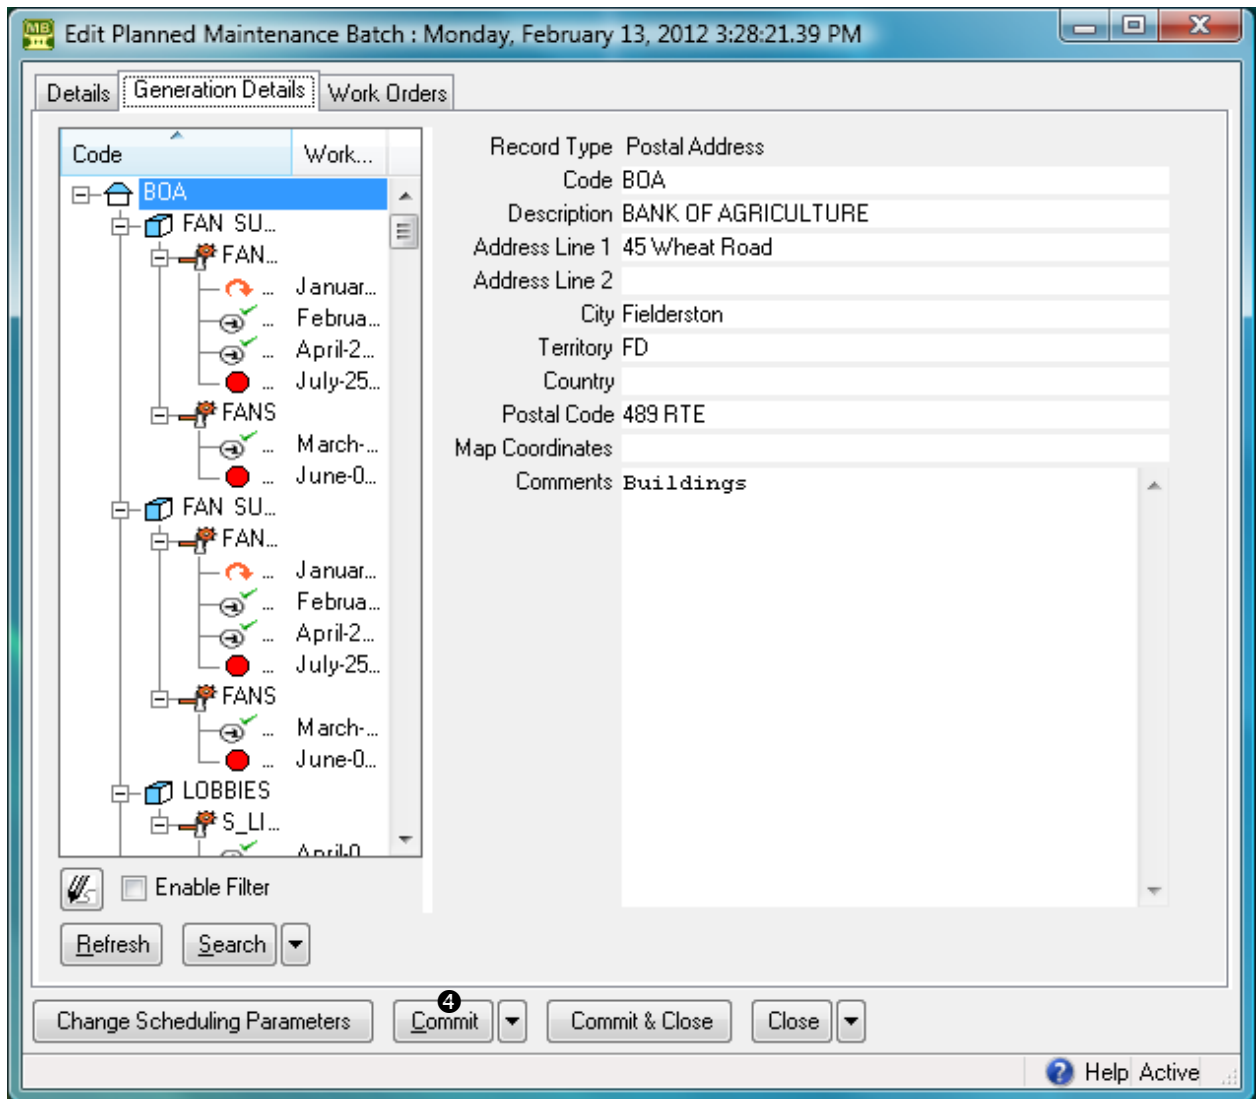 Edit Planned Maintenance Batch : Monday, February 13, 2012 3:28:21.39 PM
Details Generation Details Work Orders
Code Work...
BOA
FAN SU...
FAN...
... Januar...
... Februa...
... April-2...
... July-25...
FANS
... March-...
... June-0...
FAN SU...
FAN...
... Januar...
... Februa...
... April-2...
... July-25...
FANS
... March-...
... June-0...
LOBBIES
S_LI...
April-0
Enable Filter
Refresh Search
Record Type Postal Address
Code BOA
Description BANK OF AGRICULTURE
Address Line 1 45 Wheat Road
Address Line 2
City Fielderston
Territory FD
Country
Postal Code 489 RTE
Map Coordinates
Comments Buildings
4
Change Scheduling Parameters Commit Commit & Close Close
Help Active